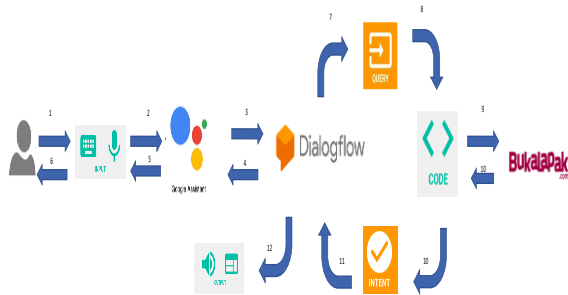 7
8
QUERY
1
2
3
9
INPUT
Dialogflow
CODE
BUKALAPAK
.com
6
5
4
10
Google Assistant
12
11
10
OUTPUT
INTENT